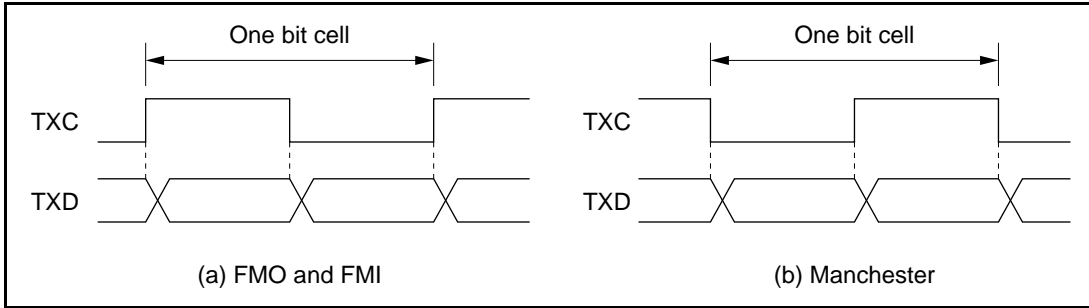 One bit cell
TXC
TXD
(a) FMO and FMI
One bit cell
TXC
TXD
(b) Manchester